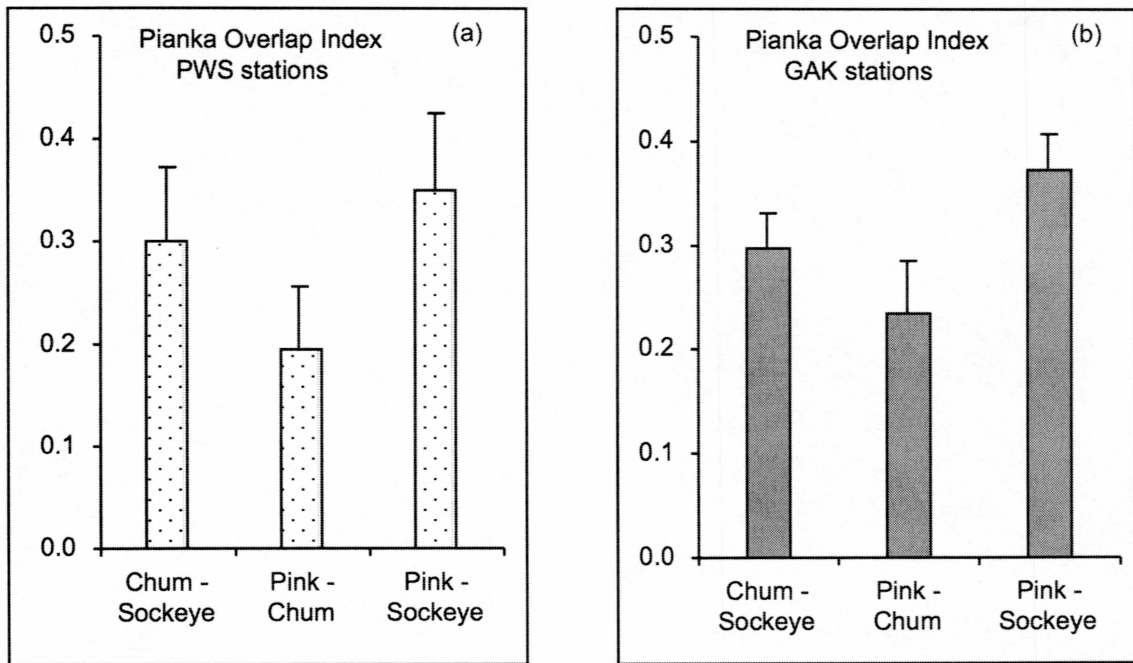 Pianka Overlap Index
PWS stations
(a)
0.5
0.4
0.3
0.2
0.1
0.0
Chum -
Sockeye
Pink -
Chum
Pink -
Sockeye
Pianka Overlap Index
GAK stations
(b)
0.5
0.4
0.3
0.2
0.1
0.0
Chum -
Sockeye
Pink -
Chum
Pink -
Sockeye